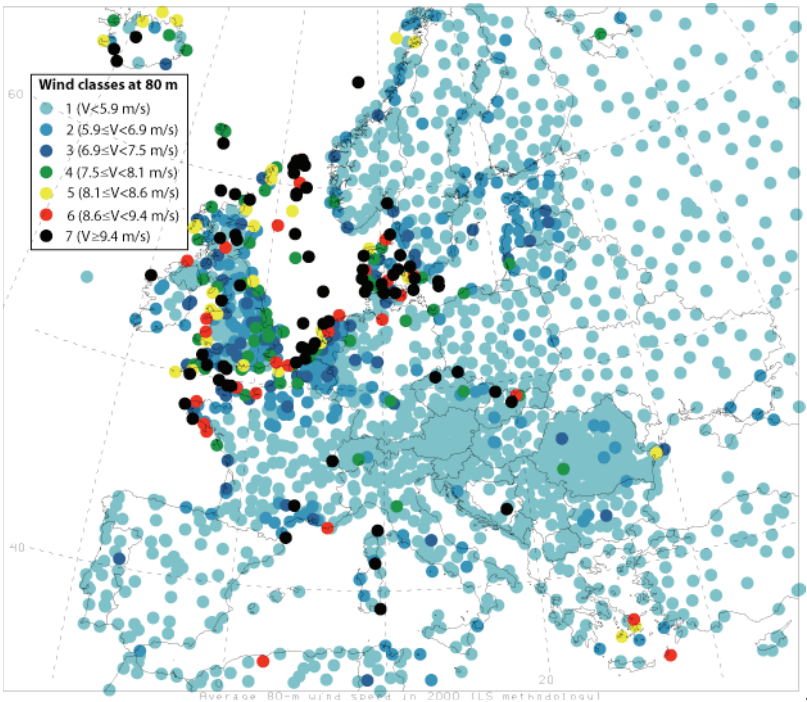 60
Wind classes at 80 m
1 (V<5.9 m/s)
2 (5.9≤V<6.9 m/s)
3 (6.9≤V<7.5 m/s)
4 (7.5≤V<8.1 m/s)
5 (8.1≤V<8.6 m/s)
6 (8.6≤V<9.4 m/s)
7 (V≥9.4 m/s)
40
0
20
Average 80-m wind speed in 2000 (LS methodology)